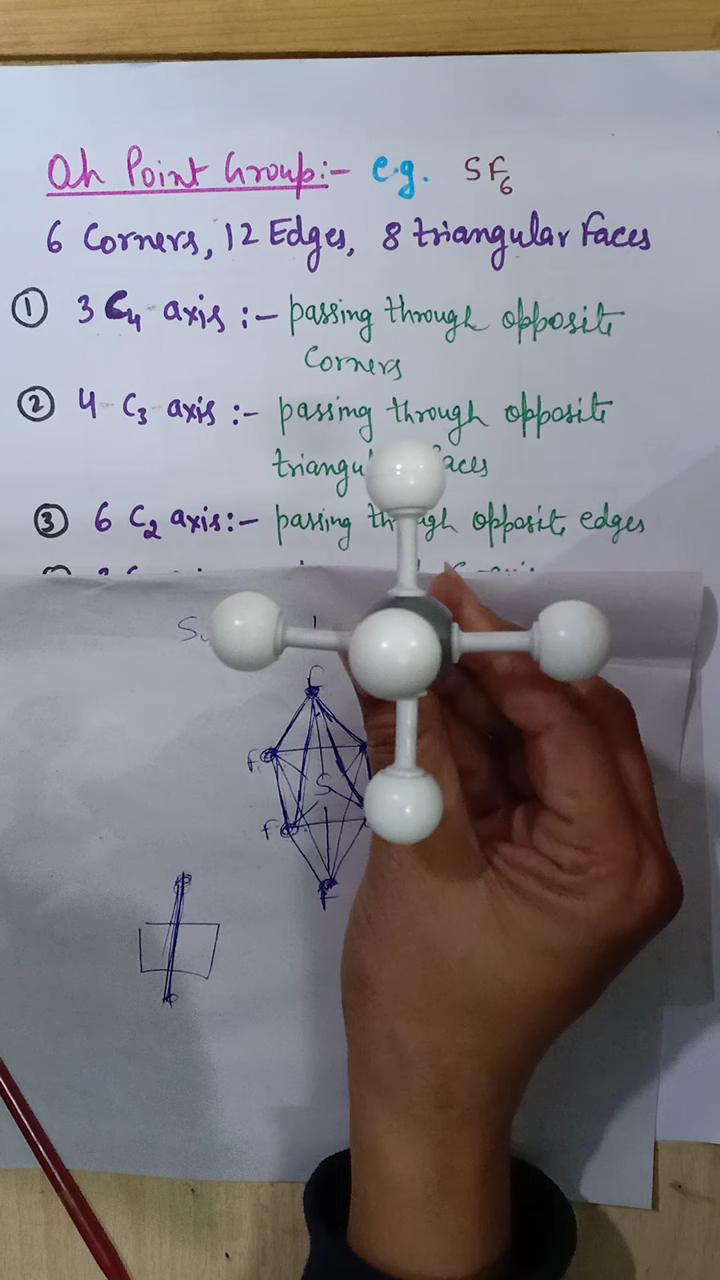 Oh Point Group:- e.g. SF6
6 Corners, 12 Edges, 8 triangular faces
① 3 C4 axis :- passing through opposite
Corners
② 4 C3 axis :- passing through opposite
③ 6 C2 axis:- passing opposite edges
F
S
F
F